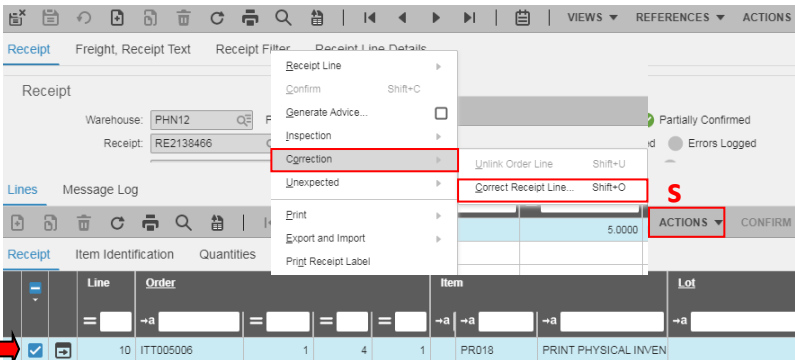 VIEWS REFERENCES ACTIONS
Receipt Freight, Receipt Text Receipt Filter Receipt Line Details
Receipt
Warehouse: PHN12
Receipt: RE2138466
Partially Confirmed
Errors Logged
Receipt Line
Confirm Shift+C
Generate Advice...
Inspection
Correction
Unexpected
Print
Export and Import
Print Receipt Label
Unlink Order Line Shift+U
Correct Receipt Line... Shift+O
S
Lines Message Log
5.0000
ACTIONS CONFIRM
Receipt Item Identification Quantities
Line Order Item Lot
= →a = = = →a →a →a →a
10 ITT005006 1 4 1 PR018 PRINT PHYSICAL INVEN